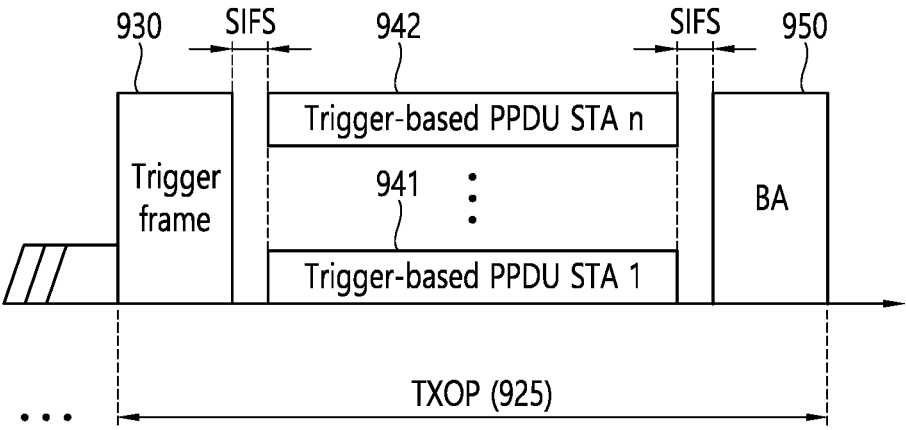 930
SIFS
942
SIFS
950
Trigger-based PPDU STA n
Trigger
frame
941
BA
Trigger-based PPDU STA 1
TXOP (925)